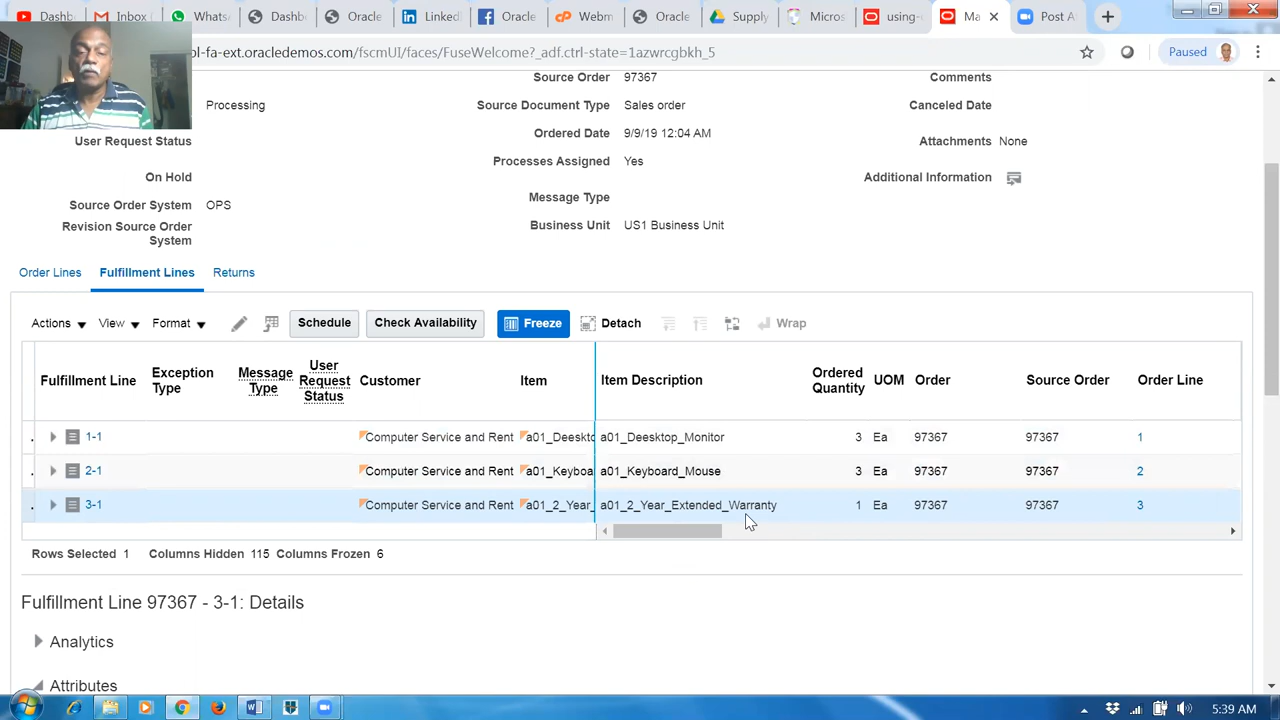 Dashb
Inbox
Whats
Dashb
Oracle
Linkec
Oracle
Webm
Oracle
Supp
Micros
using-
Ma
Post A
ol-fa-ext.oracledemos.com/fscmUI/faces/FuseWelcome?_adf.ctrl-state=1azwrcgbkh_5
Paused
Source Order 97367 Comments
Processing Source Document Type Sales order Canceled Date
Ordered Date 9/9/19 12:04 AM
User Request Status Attachments None
Processes Assigned Yes
On Hold Additional Information
Message Type
Source Order System OPS
Revision Source Order System
Business Unit US1 Business Unit
Order Lines Fulfillment Lines Returns
Actions View Format Schedule Check Availability Freeze Detach Wrap
Fulfillment Line Exception Type Message Type User Request Status Customer Item Item Description Ordered Quantity UOM Order Source Order Order Line
1-1 Computer Service and Rent a01_Deeskto a01_Deesktop_Monitor 3 Ea 97367 97367 1
2-1 Computer Service and Rent a01_Keyboa a01_Keyboard_Mouse 3 Ea 97367 97367 2
3-1 Computer Service and Rent a01_2_Year_ a01_2_Year_Extended_Warranty 1 Ea 97367 97367 3
Rows Selected 1 Columns Hidden 115 Columns Frozen 6
Fulfillment Line 97367 - 3-1: Details
Analytics
Attributes
5:39 AM